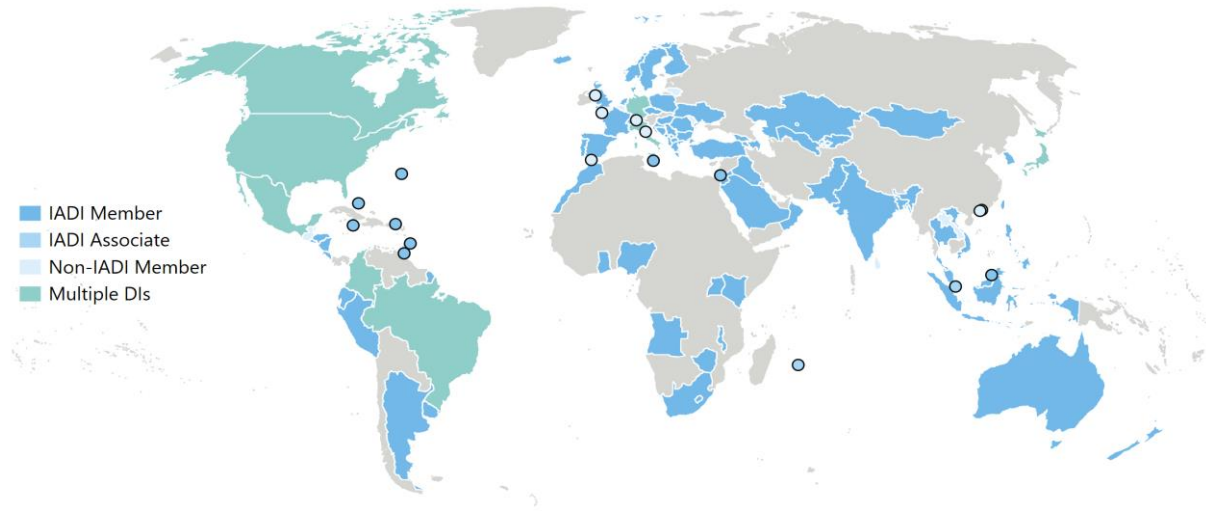 IADI Member
IADI Associate
Non-IADI Member
Multiple DIs